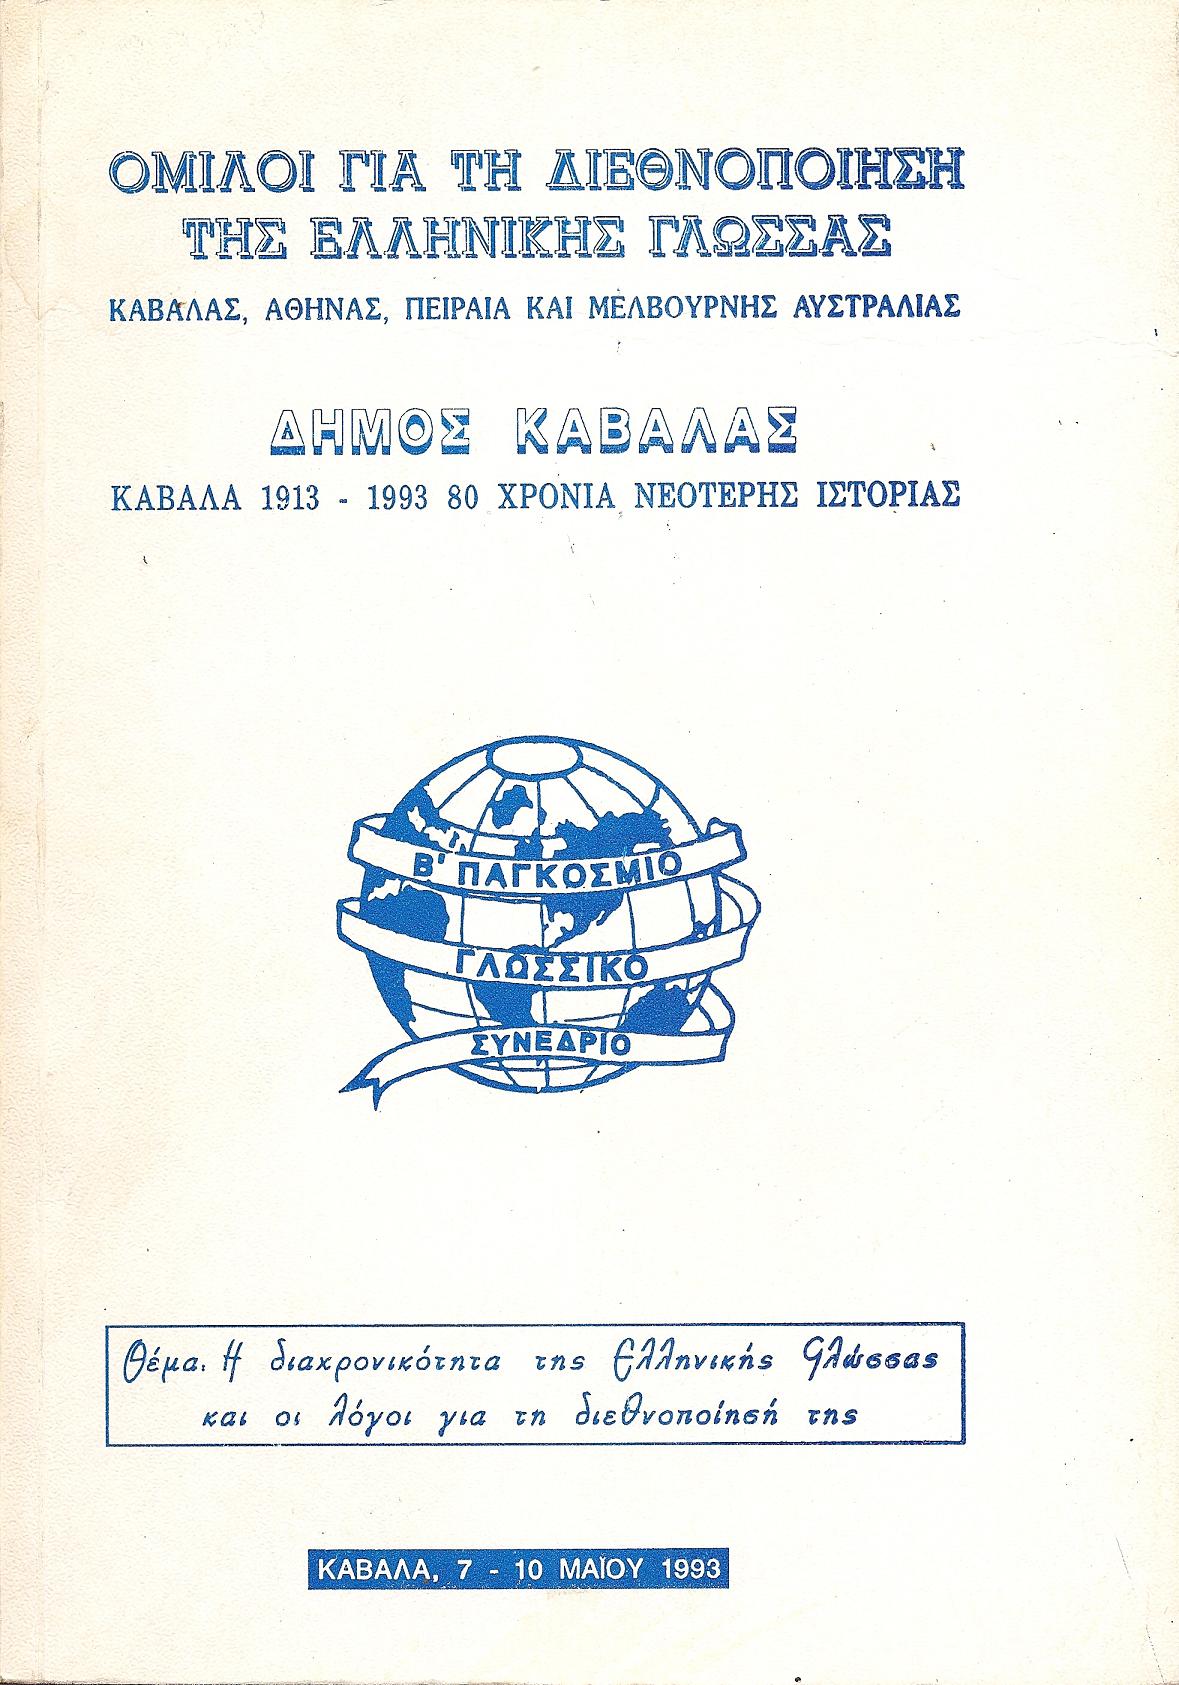 ΟΜΙΛΟΙ ΓΙΑ ΤΗ ΔΙΕΘΝΟΠΟΙΗΣΗ
ΤΗΣ ΕΛΛΗΝΙΚΗΣ ΓΛΩΣΣΑΣ
ΚΑΒΑΛΑΣ, ΑΘΗΝΑΣ, ΠΕΙΡΑΙΑ ΚΑΙ ΜΕΛΒΟΥΡΝΗΣ ΑΥΣΤΡΑΛΙΑΣ
ΔΗΜΟΣ ΚΑΒΑΛΑΣ
ΚΑΒΑΛΑ 1913 - 1993 80 ΧΡΟΝΙΑ ΝΕΟΤΕΡΗΣ ΙΣΤΟΡΙΑΣ
Β' ΠΑΓΚΟΣΜΙΟ
ΓΛΩΣΣΙΚΟ
ΣΥΝΕΔΡΙΟ
Θέμα: Η διαχρονικότητα της Ελληνικής Γλώσσας
και οι λόγοι για τη διεθνοποίησή της
ΚΑΒΑΛΑ, 7 - 10 ΜΑΪΟΥ 1993